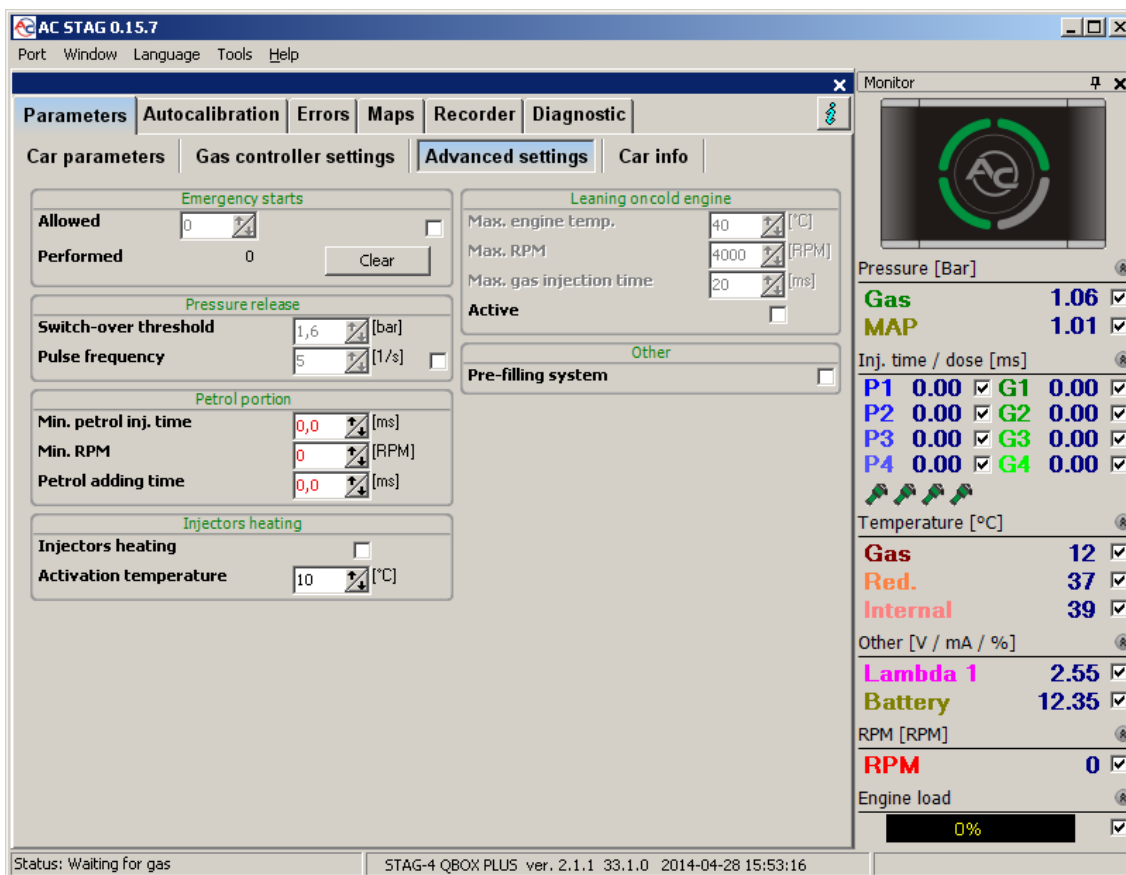 AC STAG 0.15.7
Port Window Language Tools Help
Parameters Autocalibration Errors Maps Recorder Diagnostic
Car parameters Gas controller settings Advanced settings Car info
Emergency starts
Allowed 0
Performed 0 Clear
Pressure release
Switch-over threshold 1,6 [bar]
Pulse frequency 5 [1/s]
Petrol portion
Min. petrol inj. time 0,0 [ms]
Min. RPM 0 [RPM]
Petrol adding time 0,0 [ms]
Injectors heating
Injectors heating
Activation temperature 10 [°C]
Leaning on cold engine
Max. engine temp. 40 [°C]
Max. RPM 4000 [RPM]
Max. gas injection time 20 [ms]
Active
Other
Pre-filling system
Monitor
AC
Pressure [Bar]
Gas 1.06
MAP 1.01
Inj. time / dose [ms]
P1 0.00 G1 0.00
P2 0.00 G2 0.00
P3 0.00 G3 0.00
P4 0.00 G4 0.00
Temperature [°C]
Gas 12
Red. 37
Internal 39
Other [V / mA / %]
Lambda 1 2.55
Battery 12.35
RPM [RPM]
RPM 0
Engine load
0%
Status: Waiting for gas STAG-4 QBOX PLUS ver. 2.1.1 33.1.0 2014-04-28 15:53:16